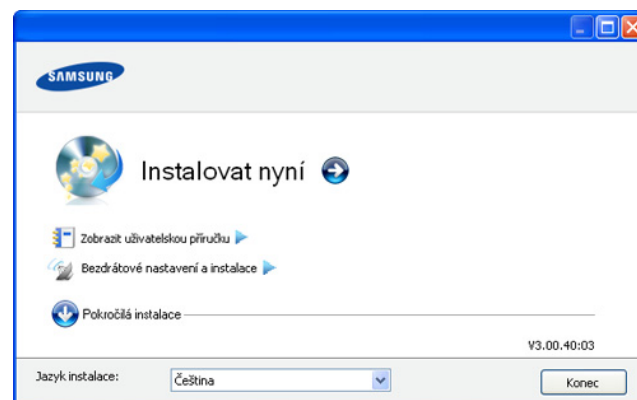 SAMSUNG
Instalovat nyní
Zobrazit uživatelskou příručku
Bezdrátové nastavení a instalace
Pokročilá instalace
V3.00.40:03
Jazyk instalace: Čeština Konec